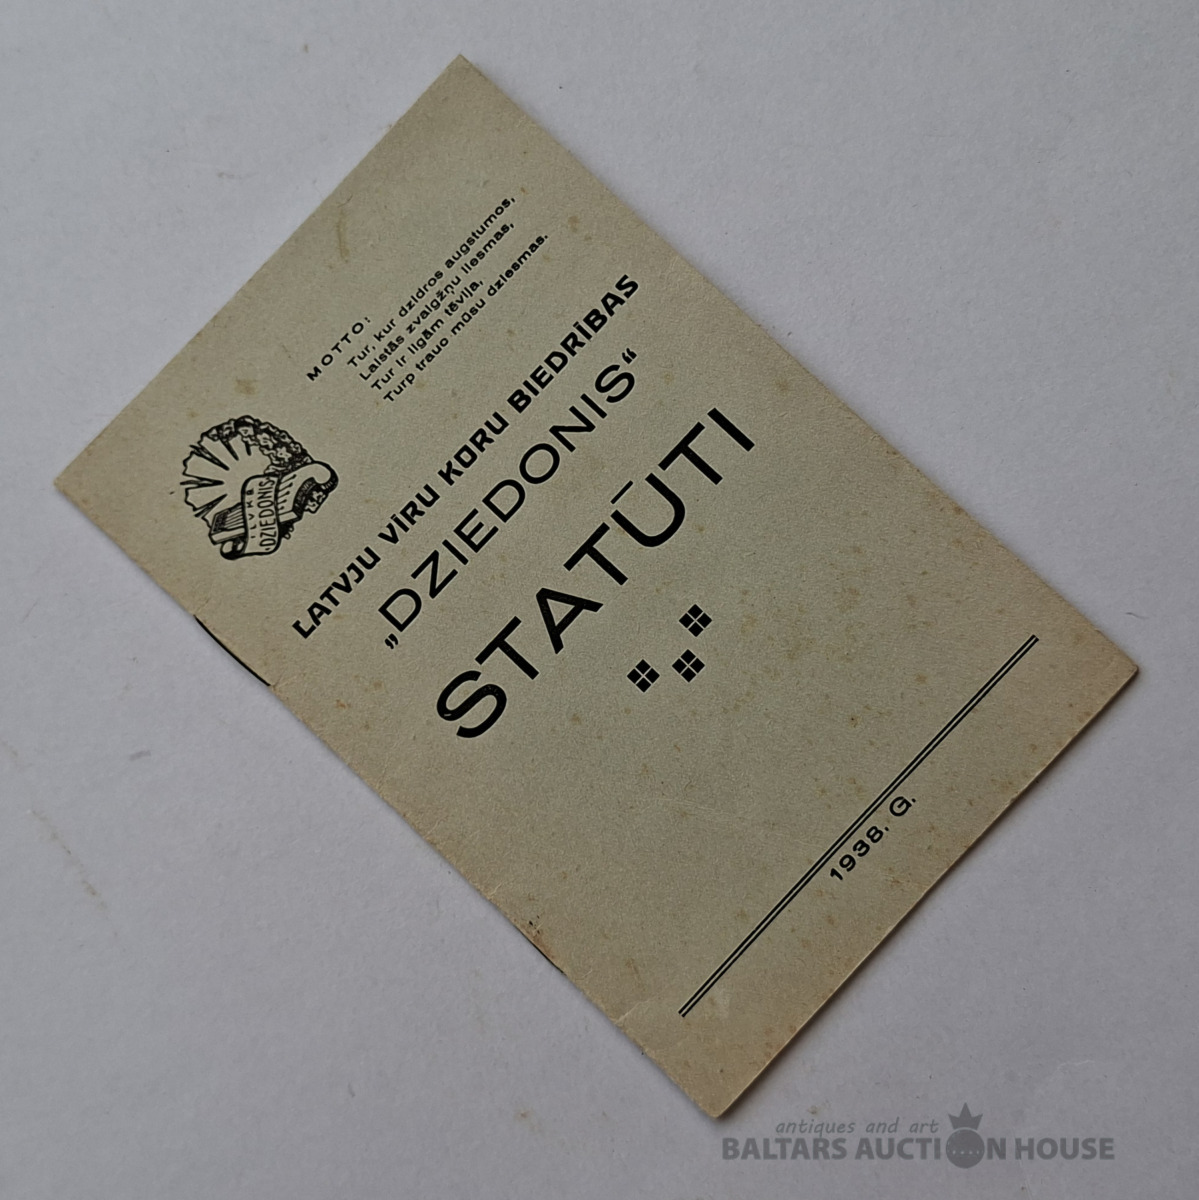 MOTTO:
Tur, kur dzidros augstumos,
Laistās zvaigžņu liesmas,
Tur ir ilgām tēvija,
Turp trauc mūsu dziesmas.
LVKB
DZIEDONIS
LATVJU VĪRU KORU BIEDRĪBAS
„DZIEDONIS“
STATŪTI
1938. G.
antiques and art
BALTARS AUCTION HOUSE